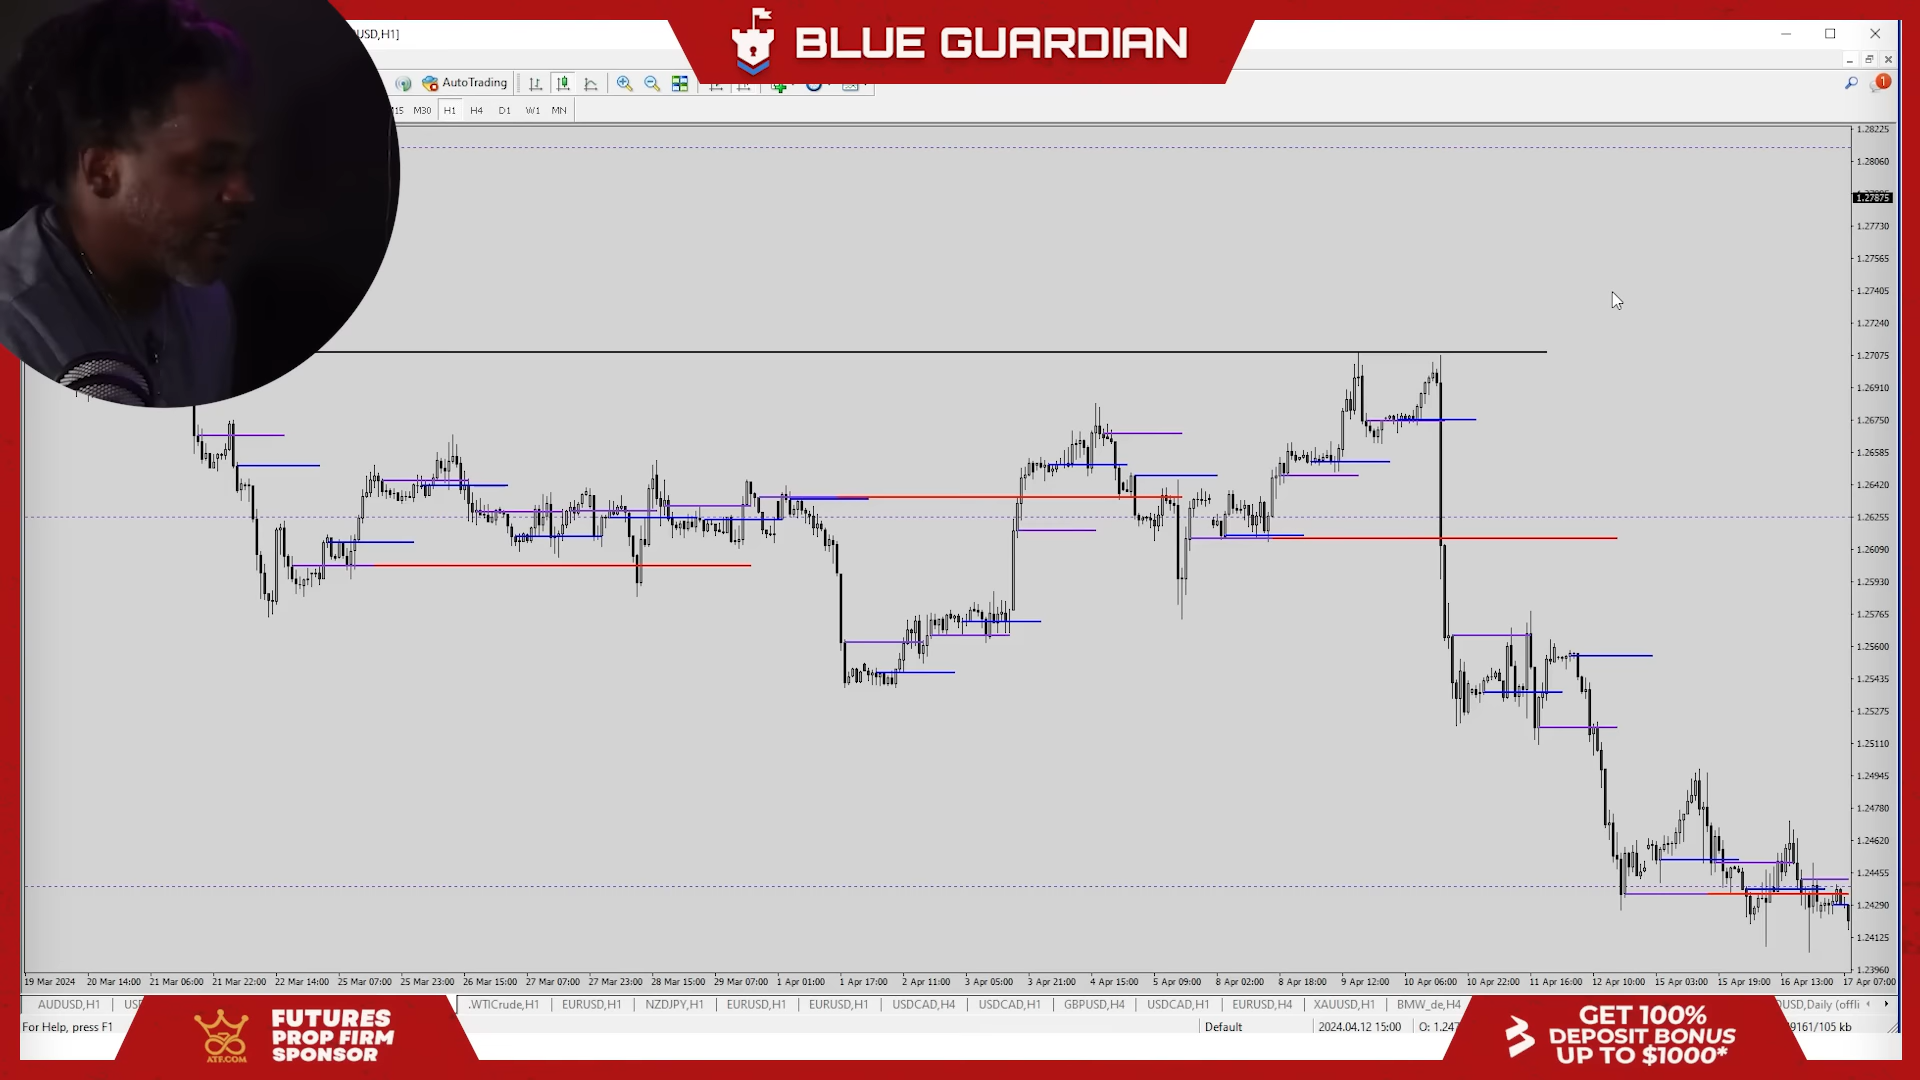 BLUE GUARDIAN
USD,H1]
AutoTrading
M30 H1 H4 D1 W1 MN
1
1.28225
1.28060
1.27875
1.27730
1.27565
1.27405
1.27240
1.27075
1.26910
1.26750
1.26585
1.26420
1.26255
1.26090
1.25930
1.25765
1.25600
1.25435
1.25275
1.25110
1.24945
1.24780
1.24620
1.24455
1.24290
1.24125
1.23960
19 Mar 2024 20 Mar 14:00 21 Mar 06:00 21 Mar 22:00 22 Mar 14:00 25 Mar 07:00 25 Mar 23:00 26 Mar 15:00 27 Mar 07:00 27 Mar 23:00 28 Mar 15:00 29 Mar 07:00 1 Apr 01:00 1 Apr 17:00 2 Apr 11:00 3 Apr 05:00 3 Apr 21:00 4 Apr 15:00 5 Apr 09:00 8 Apr 02:00 8 Apr 18:00 9 Apr 12:00 10 Apr 06:00 10 Apr 22:00 11 Apr 16:00 12 Apr 10:00 15 Apr 03:00 15 Apr 19:00 16 Apr 13:00 17 Apr 07:00
AUDUSD,H1 .WTICrude,H1 EURUSD,H1 NZDJPY,H1 EURUSD,H1 EURUSD,H1 USDCAD,H4 USDCAD,H1 GBPUSD,H4 USDCAD,H1 EURUSD,H4 XAUUSD,H1 BMW_de,H4 USD,Daily (offli
For Help, press F1 Default 2024.04.12 15:00 O: 1.247 9161/105 kb
ATF.COM
FUTURES
PROP FIRM
SPONSOR
GET 100%
DEPOSIT BONUS
UP TO $1000*